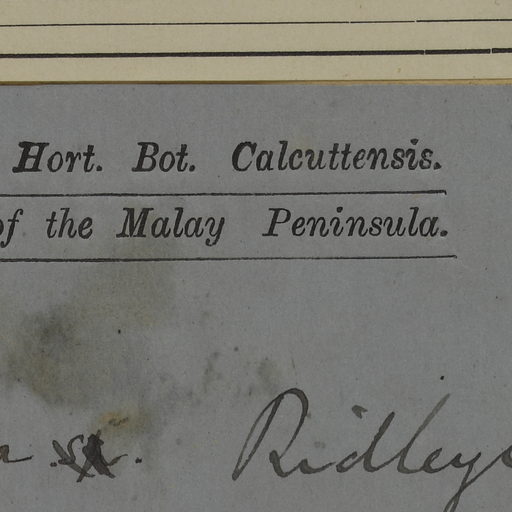 Hort. Bot. Calcuttensis.
of the Malay Peninsula.
Ridley